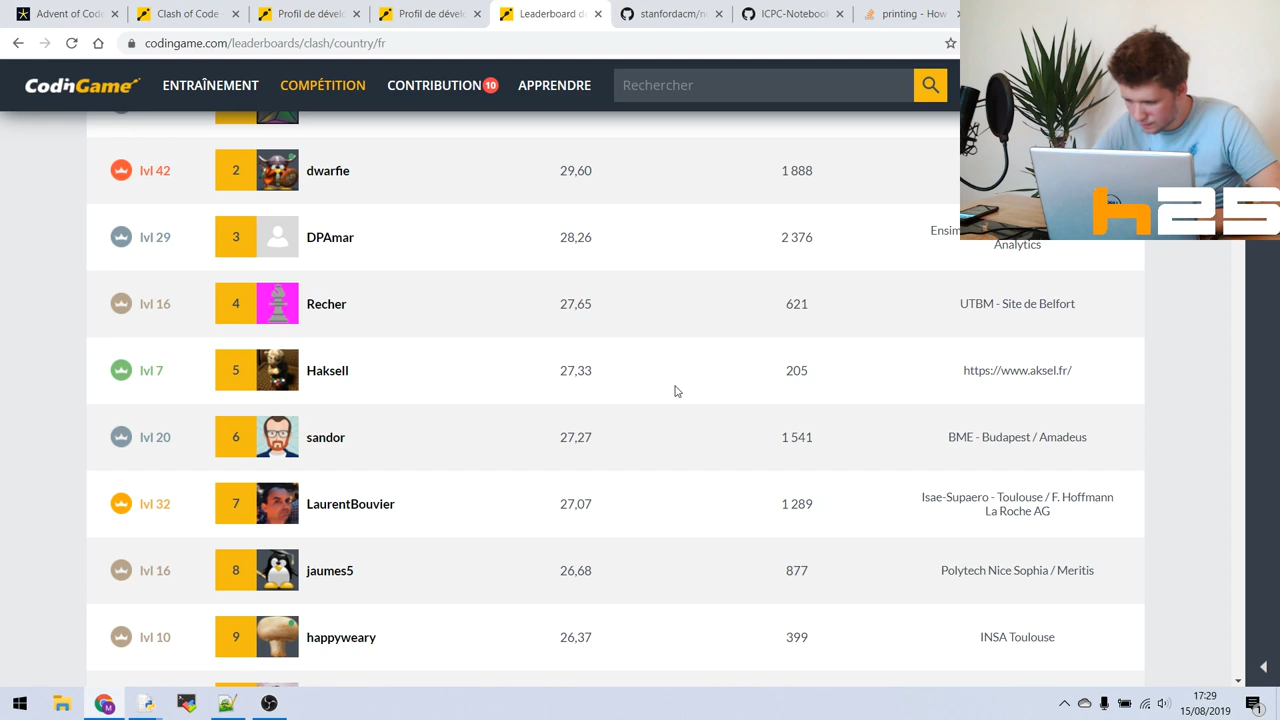 Advent of Code
Clash of Code
Profil de dével
Profil de dével
Leaderboard d
stanfordacm/
ICPC-Notebook
printing - How
codingame.com/leaderboards/clash/country/fr
CodinGame
ENTRAÎNEMENT
COMPÉTITION
CONTRIBUTION 10
APPRENDRE
Rechercher
lvl 42 2 dwarfie 29,60 1 888
lvl 29 3 DPAmar 28,26 2 376 Ensim
Analytics
lvl 16 4 Recher 27,65 621 UTBM - Site de Belfort
lvl 7 5 Haksell 27,33 205 https://www.aksel.fr/
lvl 20 6 sandor 27,27 1 541 BME - Budapest / Amadeus
lvl 32 7 LaurentBouvier 27,07 1 289 Isae-Supaero - Toulouse / F. Hoffmann
La Roche AG
lvl 16 8 jaumes5 26,68 877 Polytech Nice Sophia / Meritis
lvl 10 9 happyweary 26,37 399 INSA Toulouse
h25
17:29
15/08/2019
1